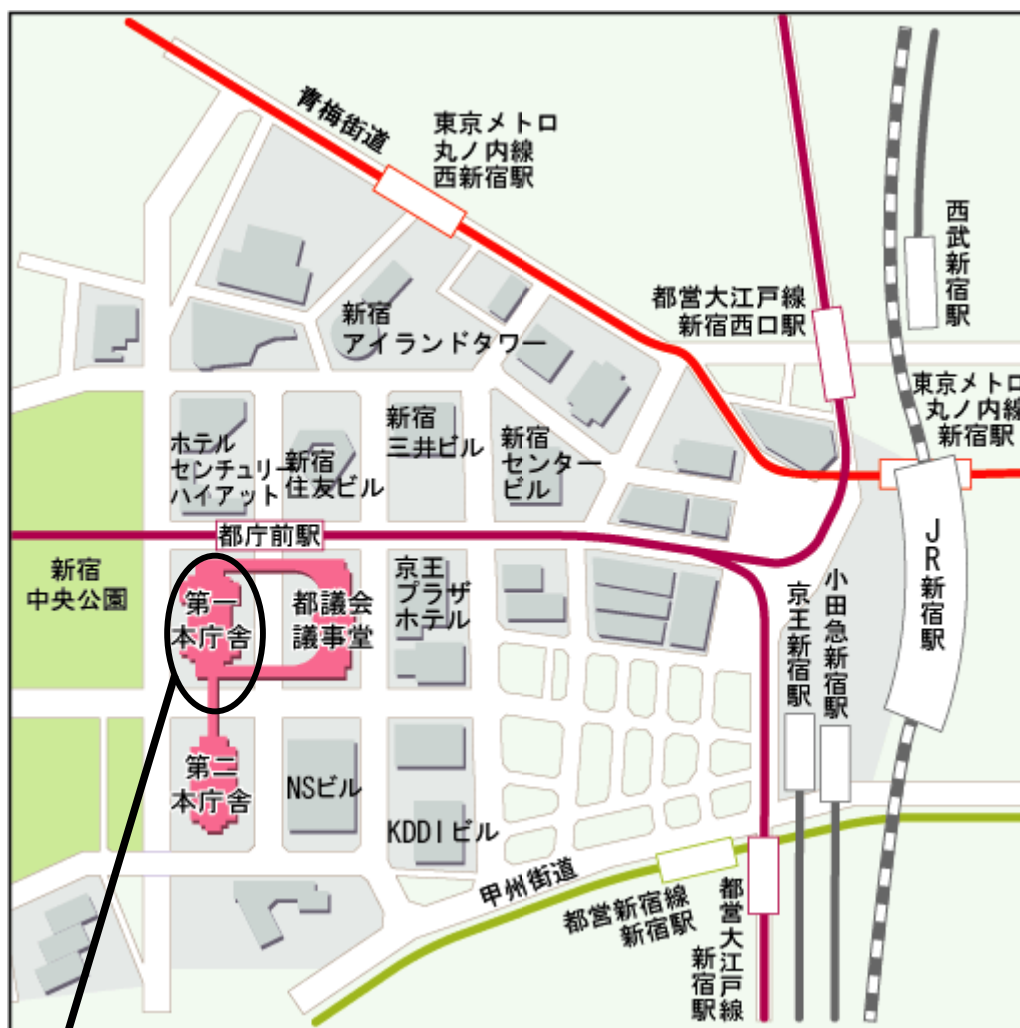 青梅街道
東京メトロ
丸ノ内線
西新宿駅
西武新宿駅
都営大江戸線
新宿西口駅
新宿
アイランドタワー
東京メトロ
丸ノ内線
新宿駅
ホテル
センチュリー
ハイアット
新宿
住友ビル
新宿
三井ビル
新宿
センター
ビル
都庁前駅
JR新宿駅
新宿
中央公園
第一
本庁舎
都議会
議事堂
京王
プラザ
ホテル
京王新宿駅
小田急新宿駅
第二
本庁舎
NSビル
KDDIビル
甲州街道
都営新宿線
新宿駅
都営大江戸線
新宿駅